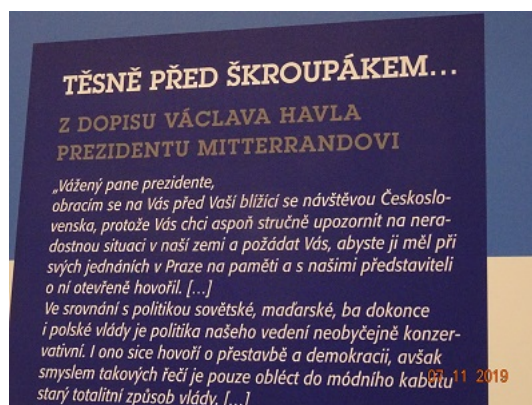 TĚSNĚ PŘED ŠKROUPÁKEM...
Z DOPISU VÁCLAVA HAVLA
PREZIDENTU MITTERRANDOVI
„Vážený pane prezidente,
obracím se na Vás před Vaší blížící se návštěvou Českoslo-
venska, protože Vás chci aspoň stručně upozornit na nera-
dostnou situaci v naší zemi a požádat Vás, abyste ji měl při
svých jednáních v Praze na paměti a s našimi představiteli
o ní otevřeně hovořil. [...]
Ve srovnání s politikou sovětské, maďarské, ba dokonce
i polské vlády je politika našeho vedení neobyčejně konzer-
vativní. I ono sice hovoří o přestavbě a demokracii, avšak
smyslem takových řečí je pouze obléct do módního kabátu
starý totalitní způsob vlády. [...]
07. 11 2019